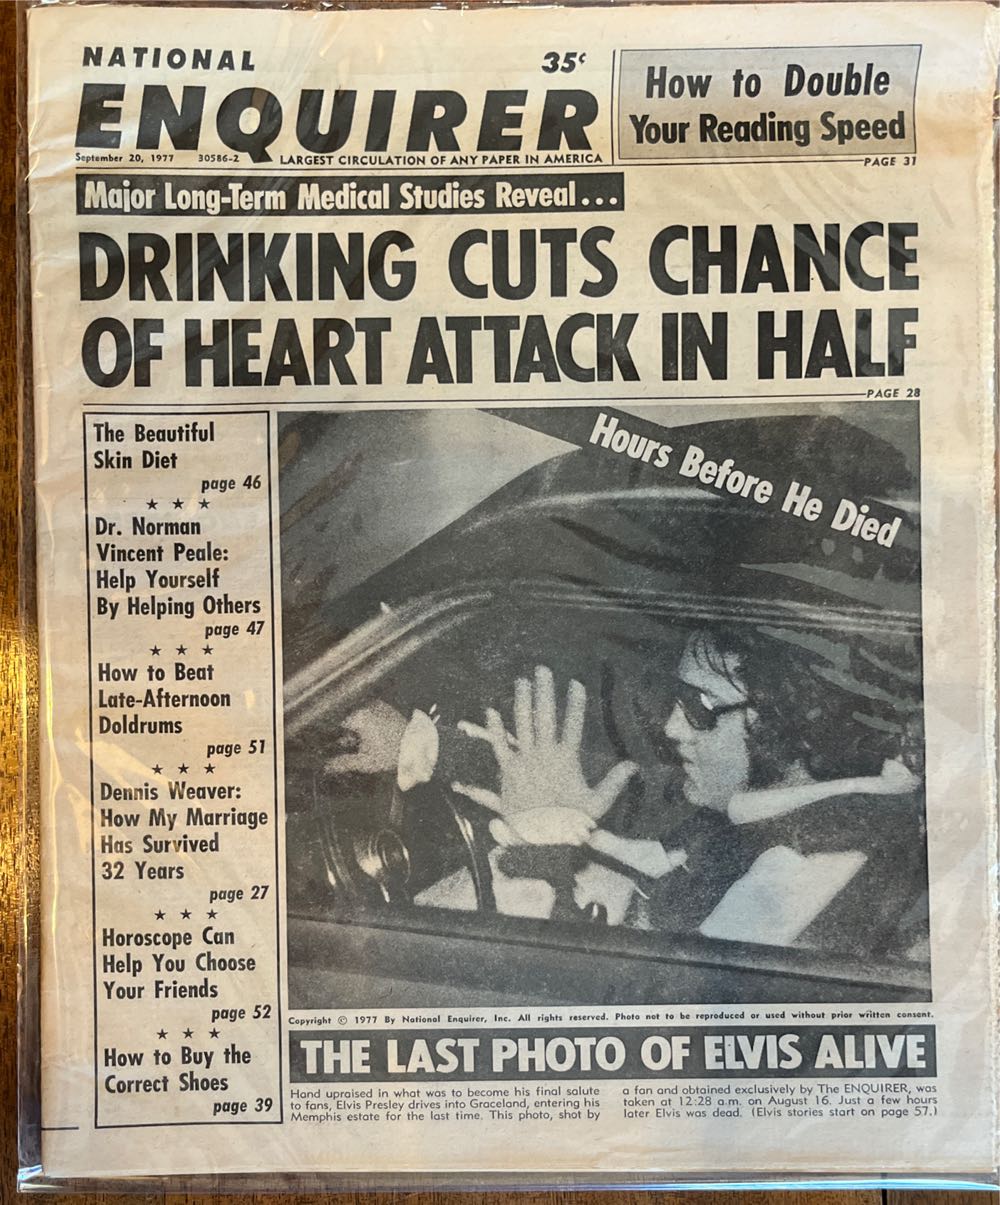 NATIONAL
35¢
ENQUIRER
September 20, 1977 30586-2 LARGEST CIRCULATION OF ANY PAPER IN AMERICA
How to Double
Your Reading Speed
PAGE 31
Major Long-Term Medical Studies Reveal...
DRINKING CUTS CHANCE
OF HEART ATTACK IN HALF
PAGE 28
The Beautiful
Skin Diet
page 46
★ ★ ★
Dr. Norman
Vincent Peale:
Help Yourself
By Helping Others
page 47
★ ★ ★
How to Beat
Late-Afternoon
Doldrums
page 51
★ ★ ★
Dennis Weaver:
How My Marriage
Has Survived
32 Years
page 27
★ ★ ★
Horoscope Can
Help You Choose
Your Friends
page 52
★ ★ ★
How to Buy the
Correct Shoes
page 39
Hours Before He Died
Copyright © 1977 By National Enquirer, Inc. All rights reserved. Photo not to be reproduced or used without prior written consent.
THE LAST PHOTO OF ELVIS ALIVE
Hand upraised in what was to become his final salute
to fans, Elvis Presley drives into Graceland, entering his
Memphis estate for the last time. This photo, shot by
a fan and obtained exclusively by The ENQUIRER, was
taken at 12:28 a.m. on August 16. Just a few hours
later Elvis was dead. (Elvis stories start on page 57.)